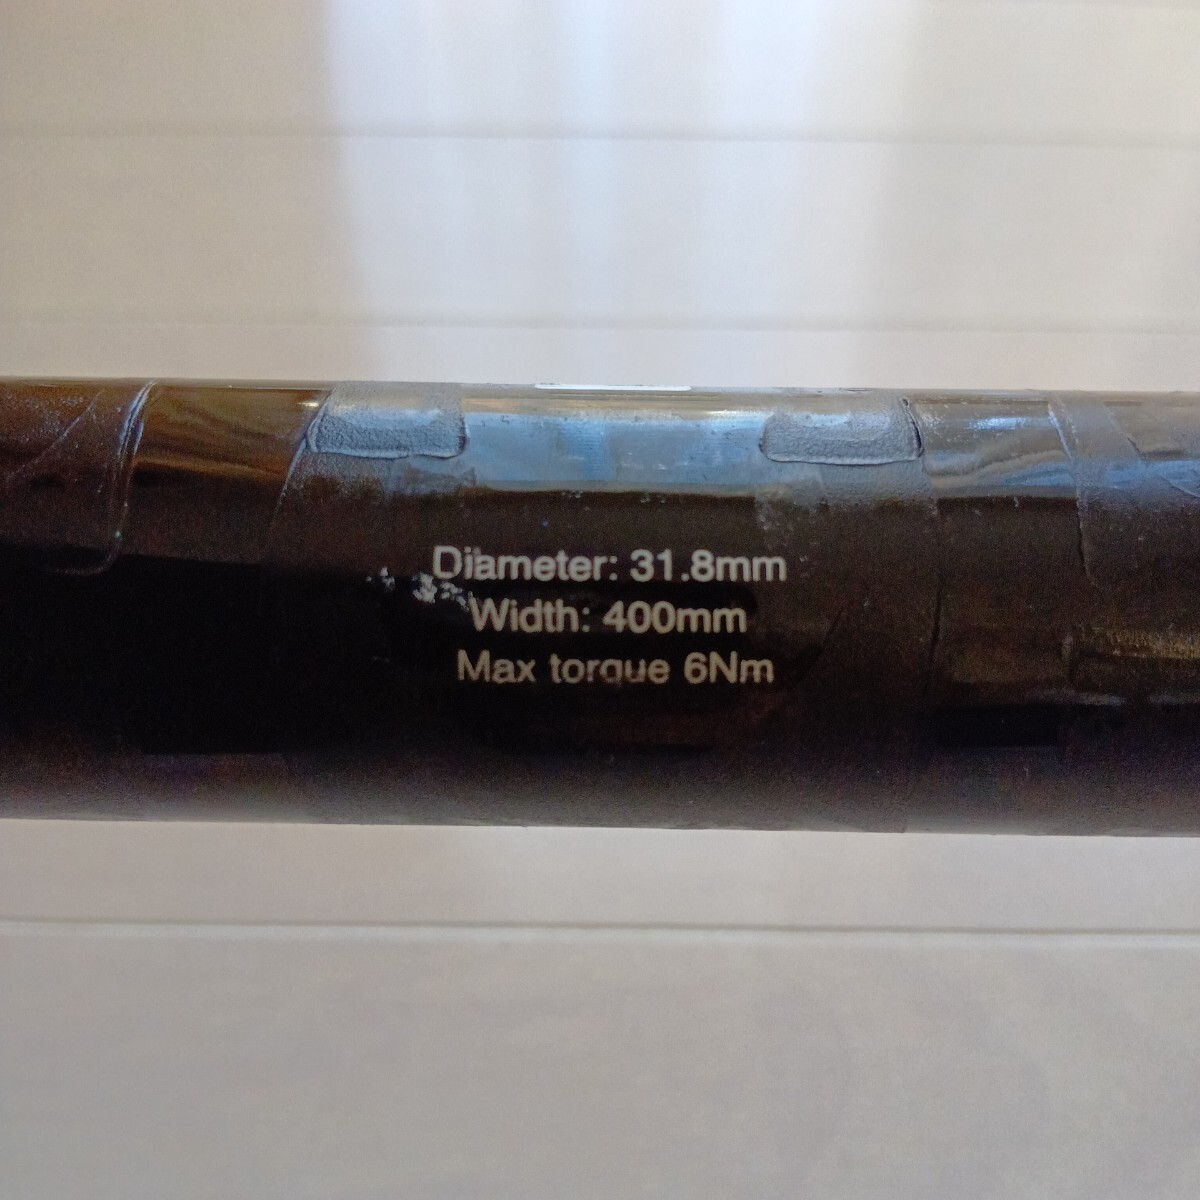 Diameter: 31.8mm
Width: 400mm
Max torque 6Nm